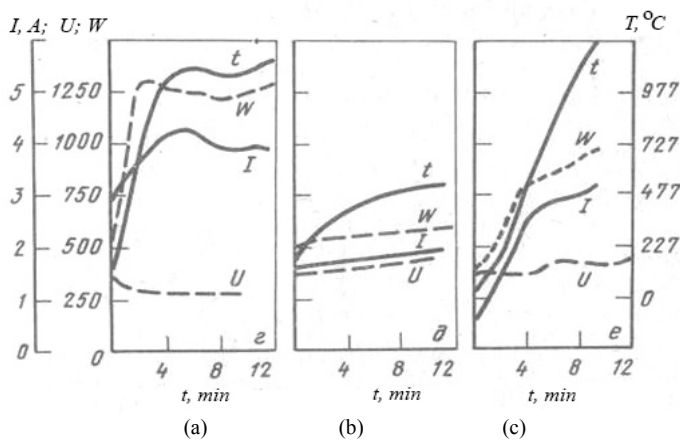 I, A; U; W T, °C
t t
5 1250 W 977
4 1000 W 727
I t I
3 750 477
W
2 500 I 227
U U U
1 250 0
0 0 г д е
4 8 12 4 8 12 4 8 12
t, min t, min t, min
(a) (b) (c)